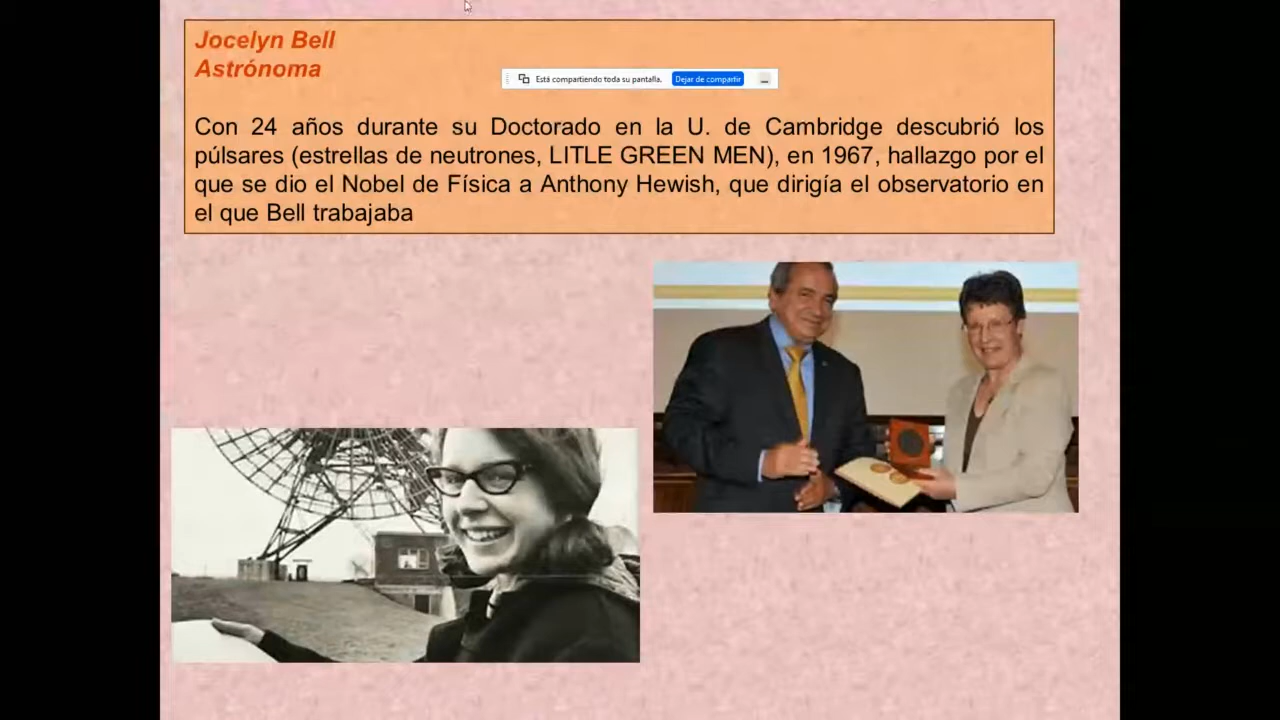 Jocelyn Bell
Astrónoma
Está compartiendo toda su pantalla.
Dejar de compartir
Con 24 años durante su Doctorado en la U. de Cambridge descubrió los
púlsares (estrellas de neutrones, LITLE GREEN MEN), en 1967, hallazgo por el
que se dio el Nobel de Física a Anthony Hewish, que dirigía el observatorio en
el que Bell trabajaba